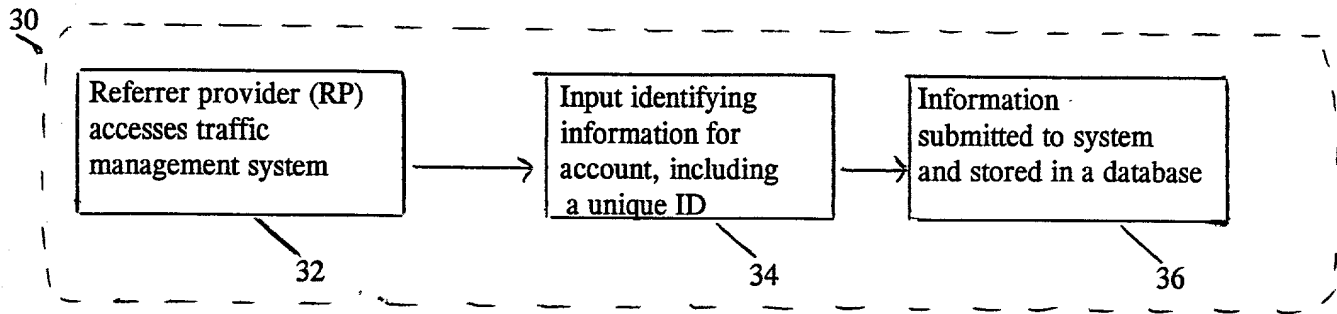 30
Referrer provider (RP)
accesses traffic
management system
Input identifying
information for
account, including
a unique ID
Information
submitted to system
and stored in a database
32
34
36